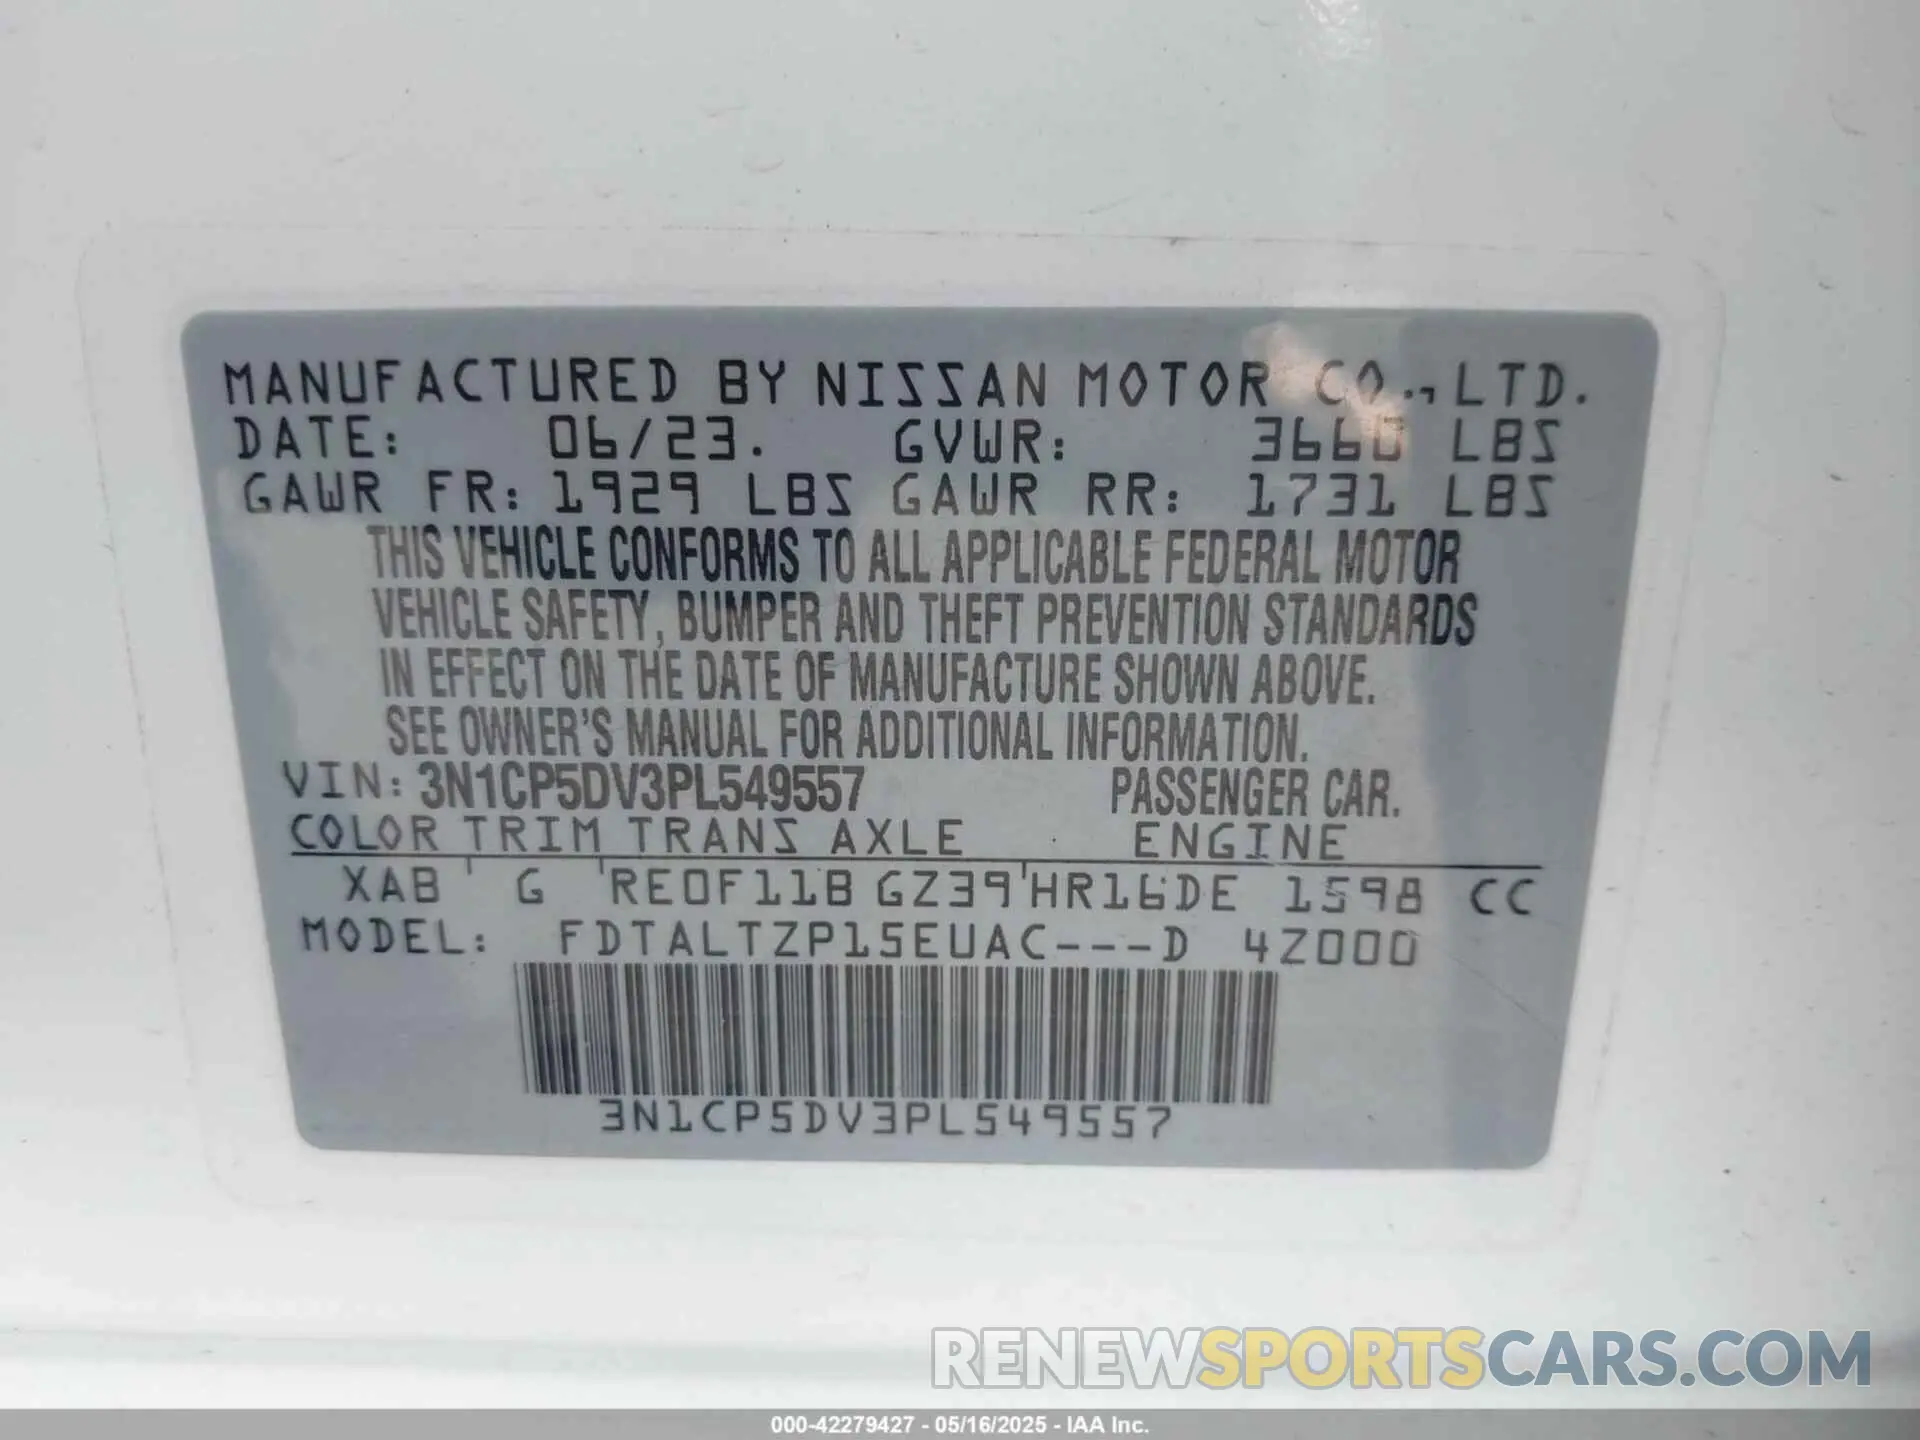 MANUFACTURED BY NISSAN MOTOR CO., LTD.
DATE: 06/23. GVWR: 3660 LBS
GAWR FR: 1929 LBS GAWR RR: 1731 LBS
THIS VEHICLE CONFORMS TO ALL APPLICABLE FEDERAL MOTOR
VEHICLE SAFETY, BUMPER AND THEFT PREVENTION STANDARDS
IN EFFECT ON THE DATE OF MANUFACTURE SHOWN ABOVE.
SEE OWNER'S MANUAL FOR ADDITIONAL INFORMATION.
VIN: 3N1CP5DV3PL549557 PASSENGER CAR.
COLOR TRIM TRANS AXLE ENGINE
XAB G RE0F11B GZ39 HR16DE 1598 CC
MODEL: FDTALTZP15EUAC---D 4Z000
3N1CP5DV3PL549557
RENEWSPORTSCARS.COM
000-42279427 - 05/16/2025 - IAA Inc.